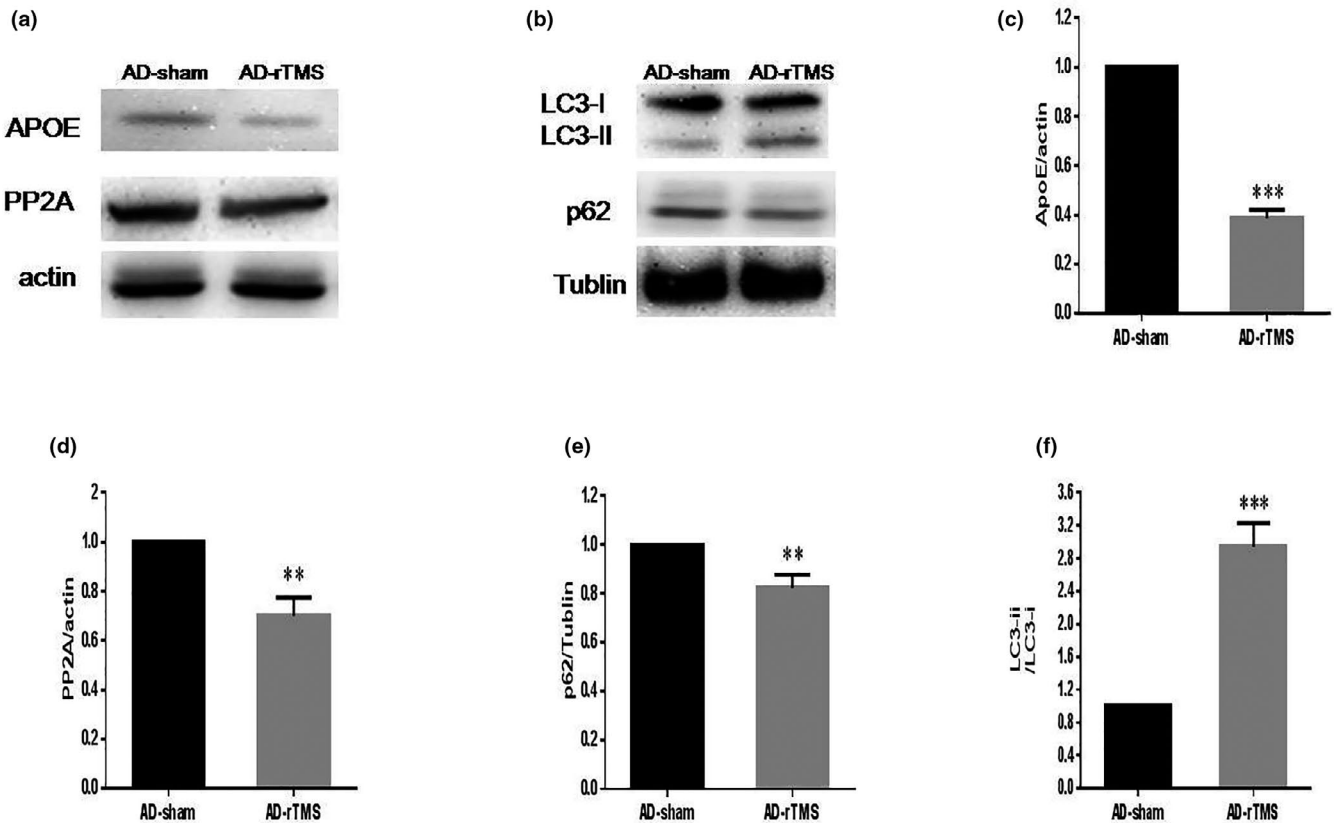 (a)
AD-sham AD-rTMS
APOE
PP2A
actin
(b)
AD-sham AD-rTMS
LC3-I
LC3-II
p62
Tublin
(c)
ApoE/actin
1.2
1.0
0.8
0.6
0.4
0.2
0.0
***
AD-sham AD-rTMS
(d)
PP2A/actin
2
1.0
0.8
0.6
0.4
0.2
0.0
**
AD-sham AD-rTMS
(e)
p62/Tublin
1.2
1.0
0.8
0.6
0.4
0.2
0.0
**
AD-sham AD-rTMS
(f)
LC3-ii
/LC3-i
3.6
3.2
2.8
2.4
2.0
1.6
1.2
0.8
0.4
0.0
***
AD-sham AD-rTMS